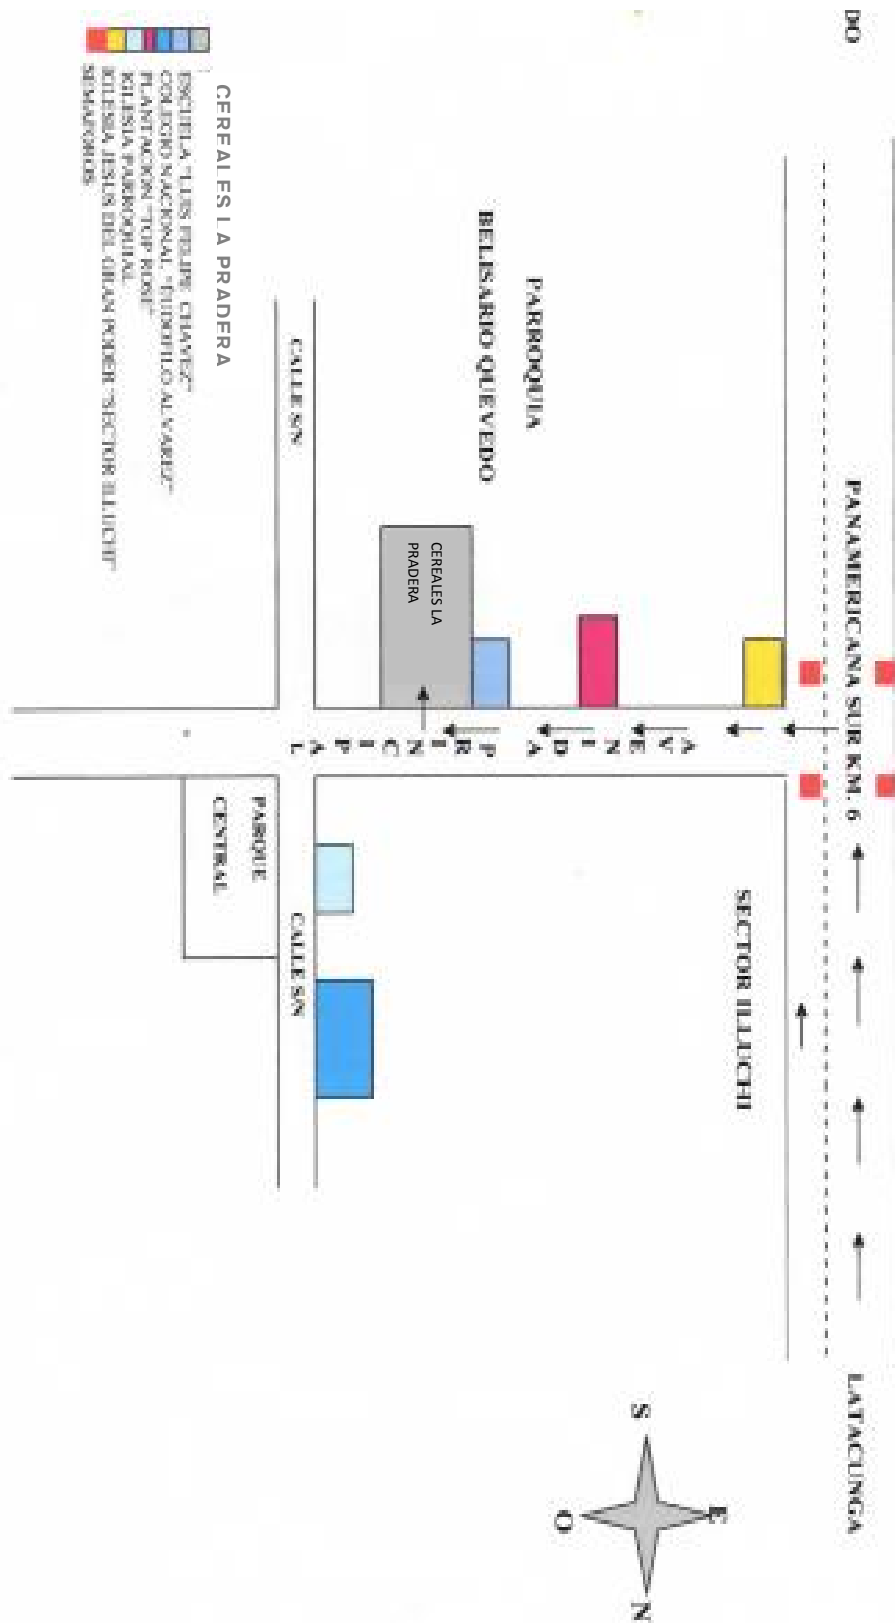 DO
PANAMERICANA SUR KM. 6
LATACUNGA
SECTOR ILLUCHI
PARROQUIA
BELISARIO QUEVEDO
CEREALES LA
PRADERA
AVENIDA PRINCIPAL
CALLE S/N
CALLE S/N
PARQUE
CENTRAL
S
E
N
O
CEREALES LA PRADERA
ESCUELA "LUIS FELIPE CHAVEZ"
COLEGIO NACIONAL "TEODOFILO ALVAREZ"
PLANTACION "TOP ROSE"
IGLESIA PARROQUIAL
IGLESIA JESUS DEL GRAN PODER "SECTOR ILLUCHI"
SEMAFOROS